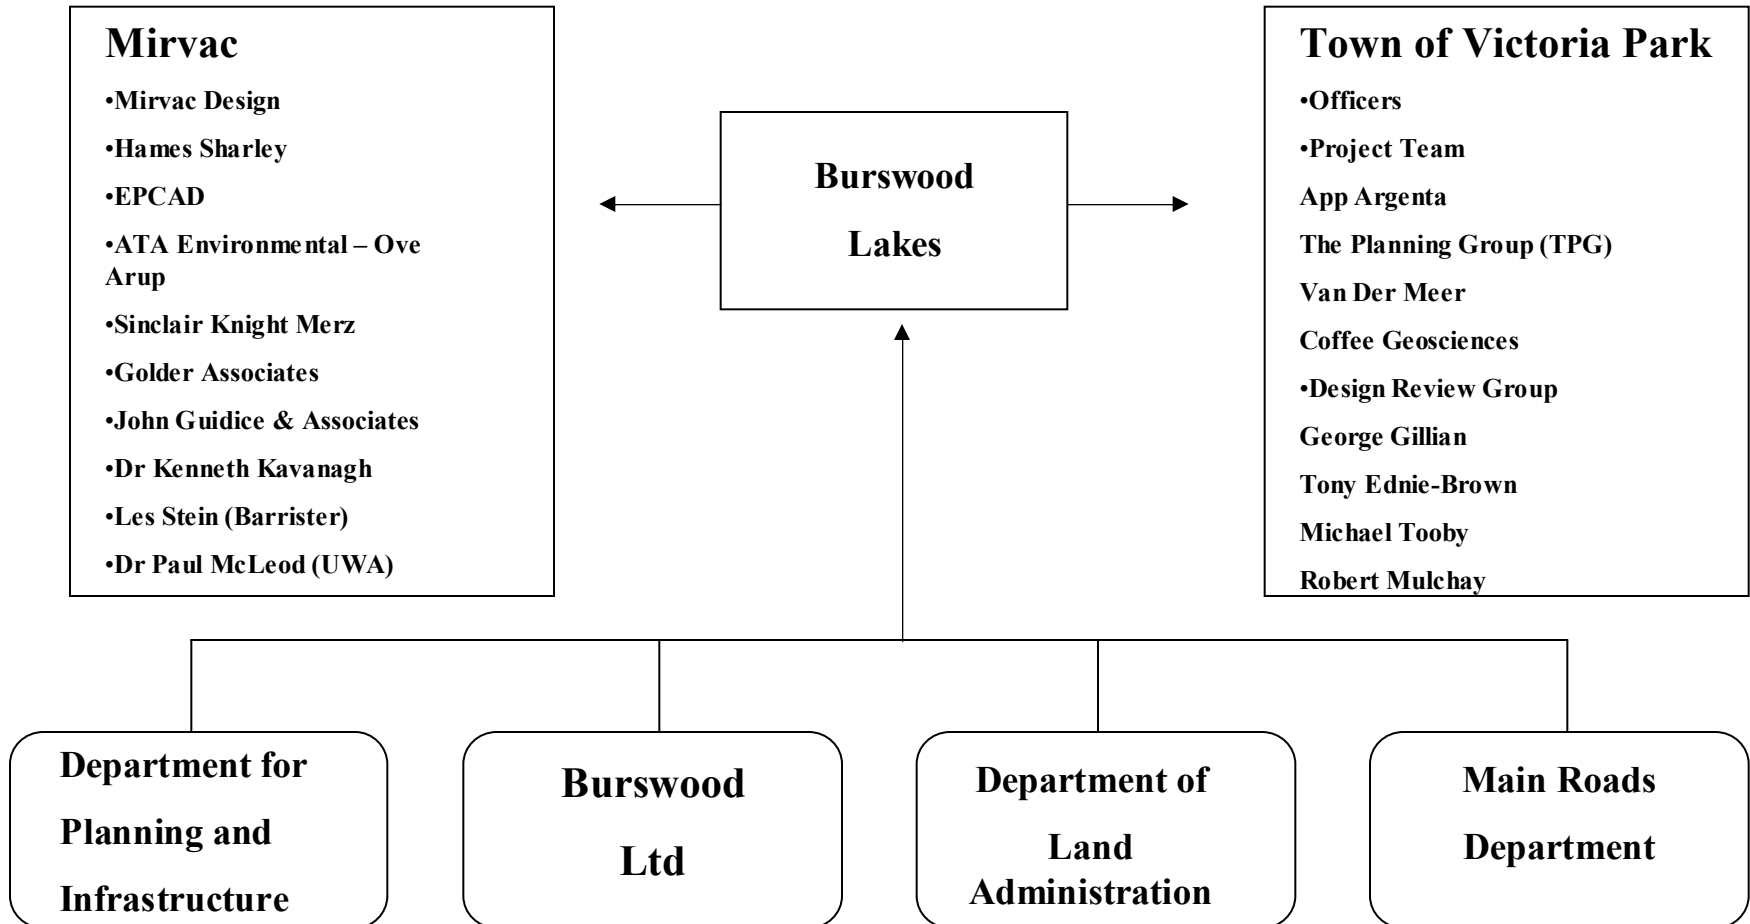 Mirvac
•Mirvac Design
•Hames Sharley
•EPCAD
•ATA Environmental – Ove
Arup
•Sinclair Knight Merz
•Golder Associates
•John Guidice & Associates
•Dr Kenneth Kavanagh
•Les Stein (Barrister)
•Dr Paul McLeod (UWA)
Burswood
Lakes
Town of Victoria Park
•Officers
•Project Team
App Argenta
The Planning Group (TPG)
Van Der Meer
Coffee Geosciences
•Design Review Group
George Gillian
Tony Ednie-Brown
Michael Tooby
Robert Mulchay
Department for
Planning and
Infrastructure
Burswood
Ltd
Department of
Land
Administration
Main Roads
Department